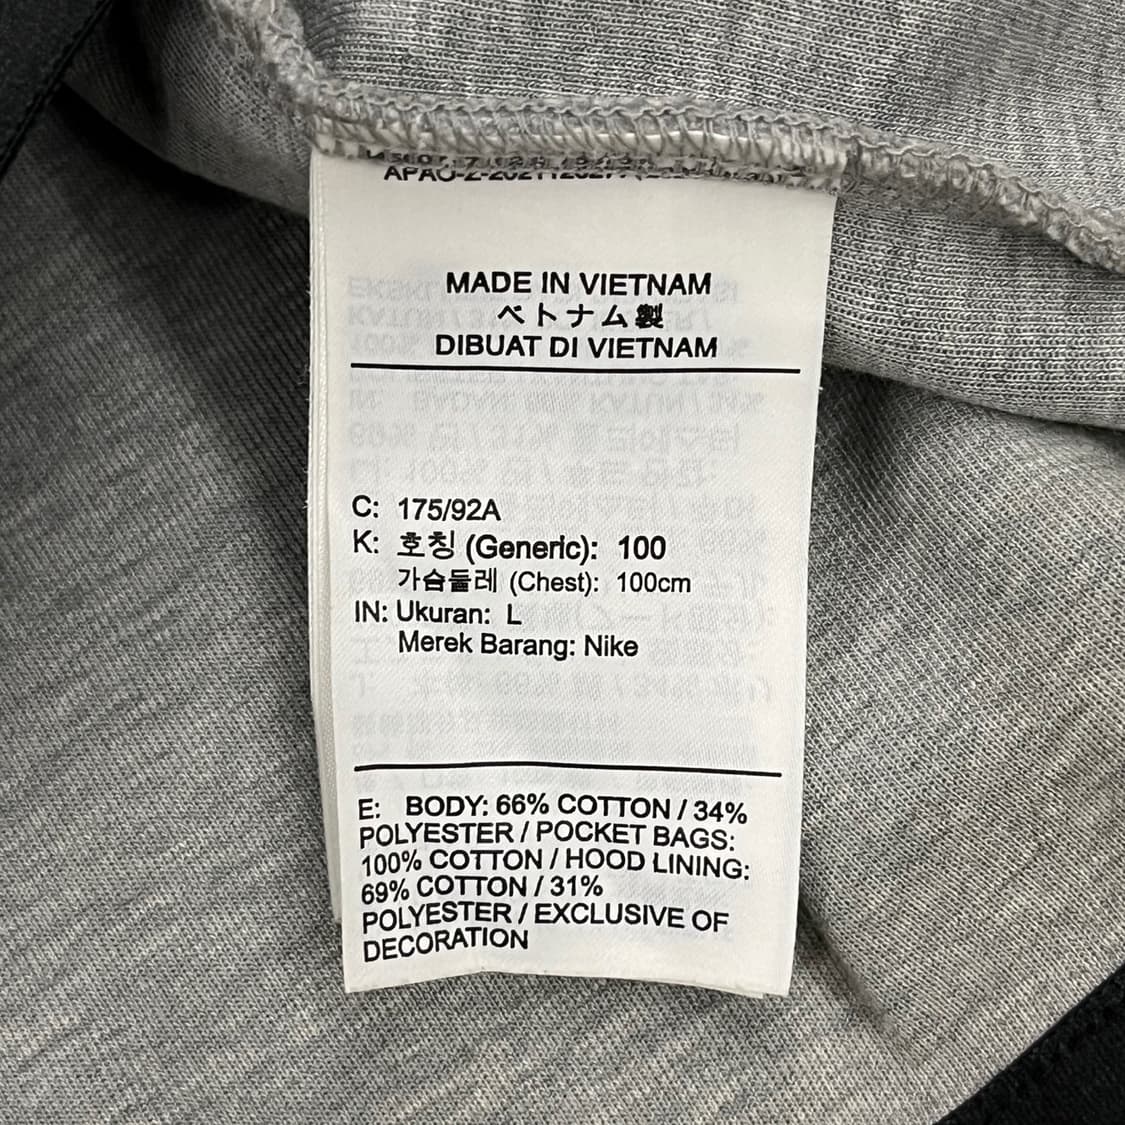 MADE IN VIETNAM
ベトナム製
DIBUAT DI VIETNAM
C: 175/92A
K: 호칭 (Generic): 100
가슴둘레 (Chest): 100cm
IN: Ukuran: L
Merek Barang: Nike
E: BODY: 66% COTTON / 34%
POLYESTER / POCKET BAGS:
100% COTTON / HOOD LINING:
69% COTTON / 31%
POLYESTER / EXCLUSIVE OF
DECORATION